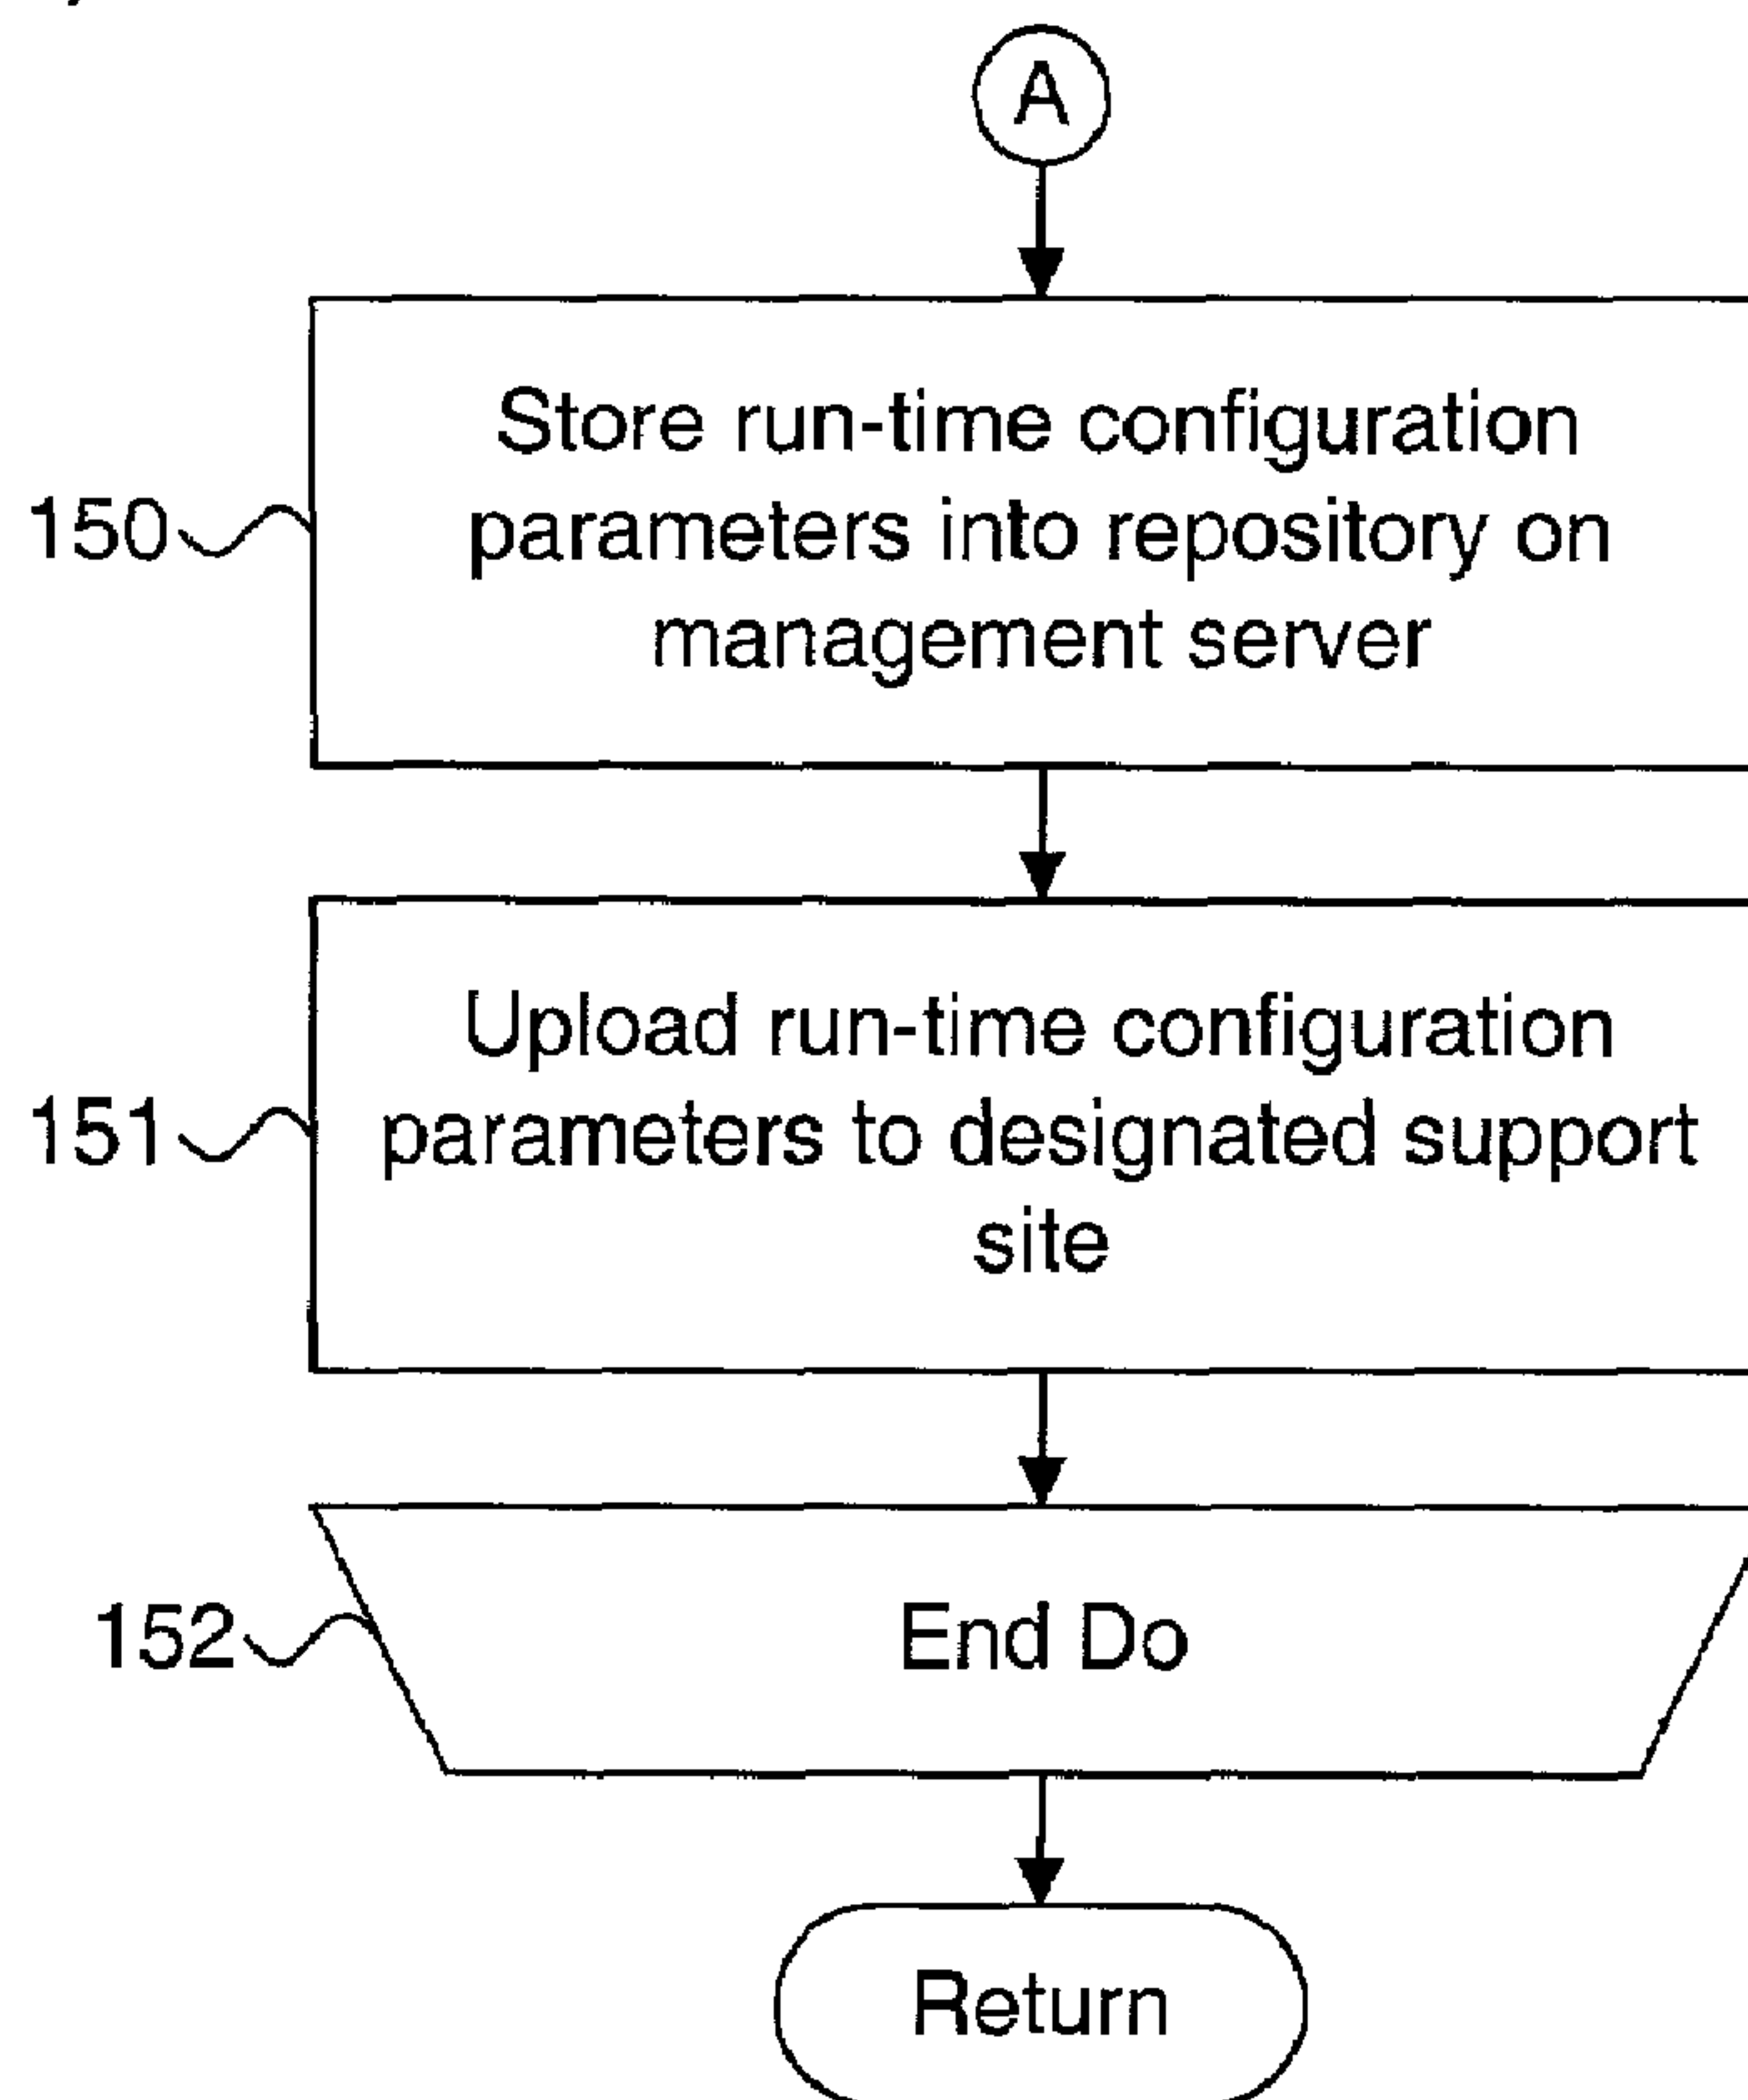 A
Store run-time configuration
150
parameters into repository on
management server
Upload run-time configuration
151
parameters to designated support
site
152
End Do
Return